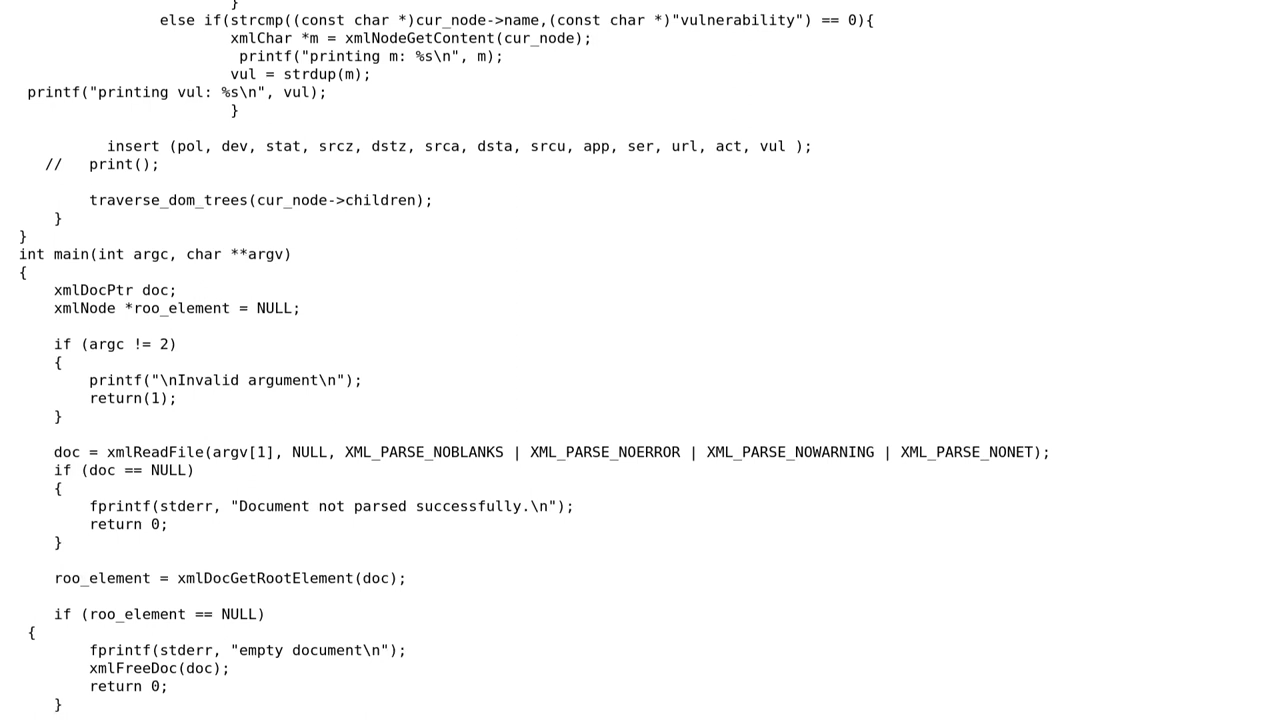 }
else if(strcmp((const char *)cur_node->name,(const char *)"vulnerability") == 0){
xmlChar *m = xmlNodeGetContent(cur_node);
printf("printing m: %s\n", m);
vul = strdup(m);
printf("printing vul: %s\n", vul);
}
insert (pol, dev, stat, srcz, dstz, srca, dsta, srcu, app, ser, url, act, vul );
//   print();
traverse_dom_trees(cur_node->children);
}
}
int main(int argc, char **argv)
{
xmlDocPtr doc;
xmlNode *roo_element = NULL;
if (argc != 2)
{
printf("\nInvalid argument\n");
return(1);
}
doc = xmlReadFile(argv[1], NULL, XML_PARSE_NOBLANKS | XML_PARSE_NOERROR | XML_PARSE_NOWARNING | XML_PARSE_NONET);
if (doc == NULL)
{
fprintf(stderr, "Document not parsed successfully.\n");
return 0;
}
roo_element = xmlDocGetRootElement(doc);
if (roo_element == NULL)
{
fprintf(stderr, "empty document\n");
xmlFreeDoc(doc);
return 0;
}